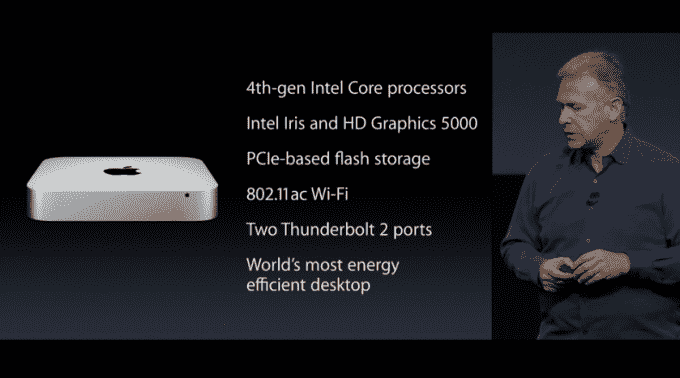 4th-gen Intel Core processors
Intel Iris and HD Graphics 5000
PCIe-based flash storage
802.11ac Wi-Fi
Two Thunderbolt 2 ports
World's most energy
efficient desktop